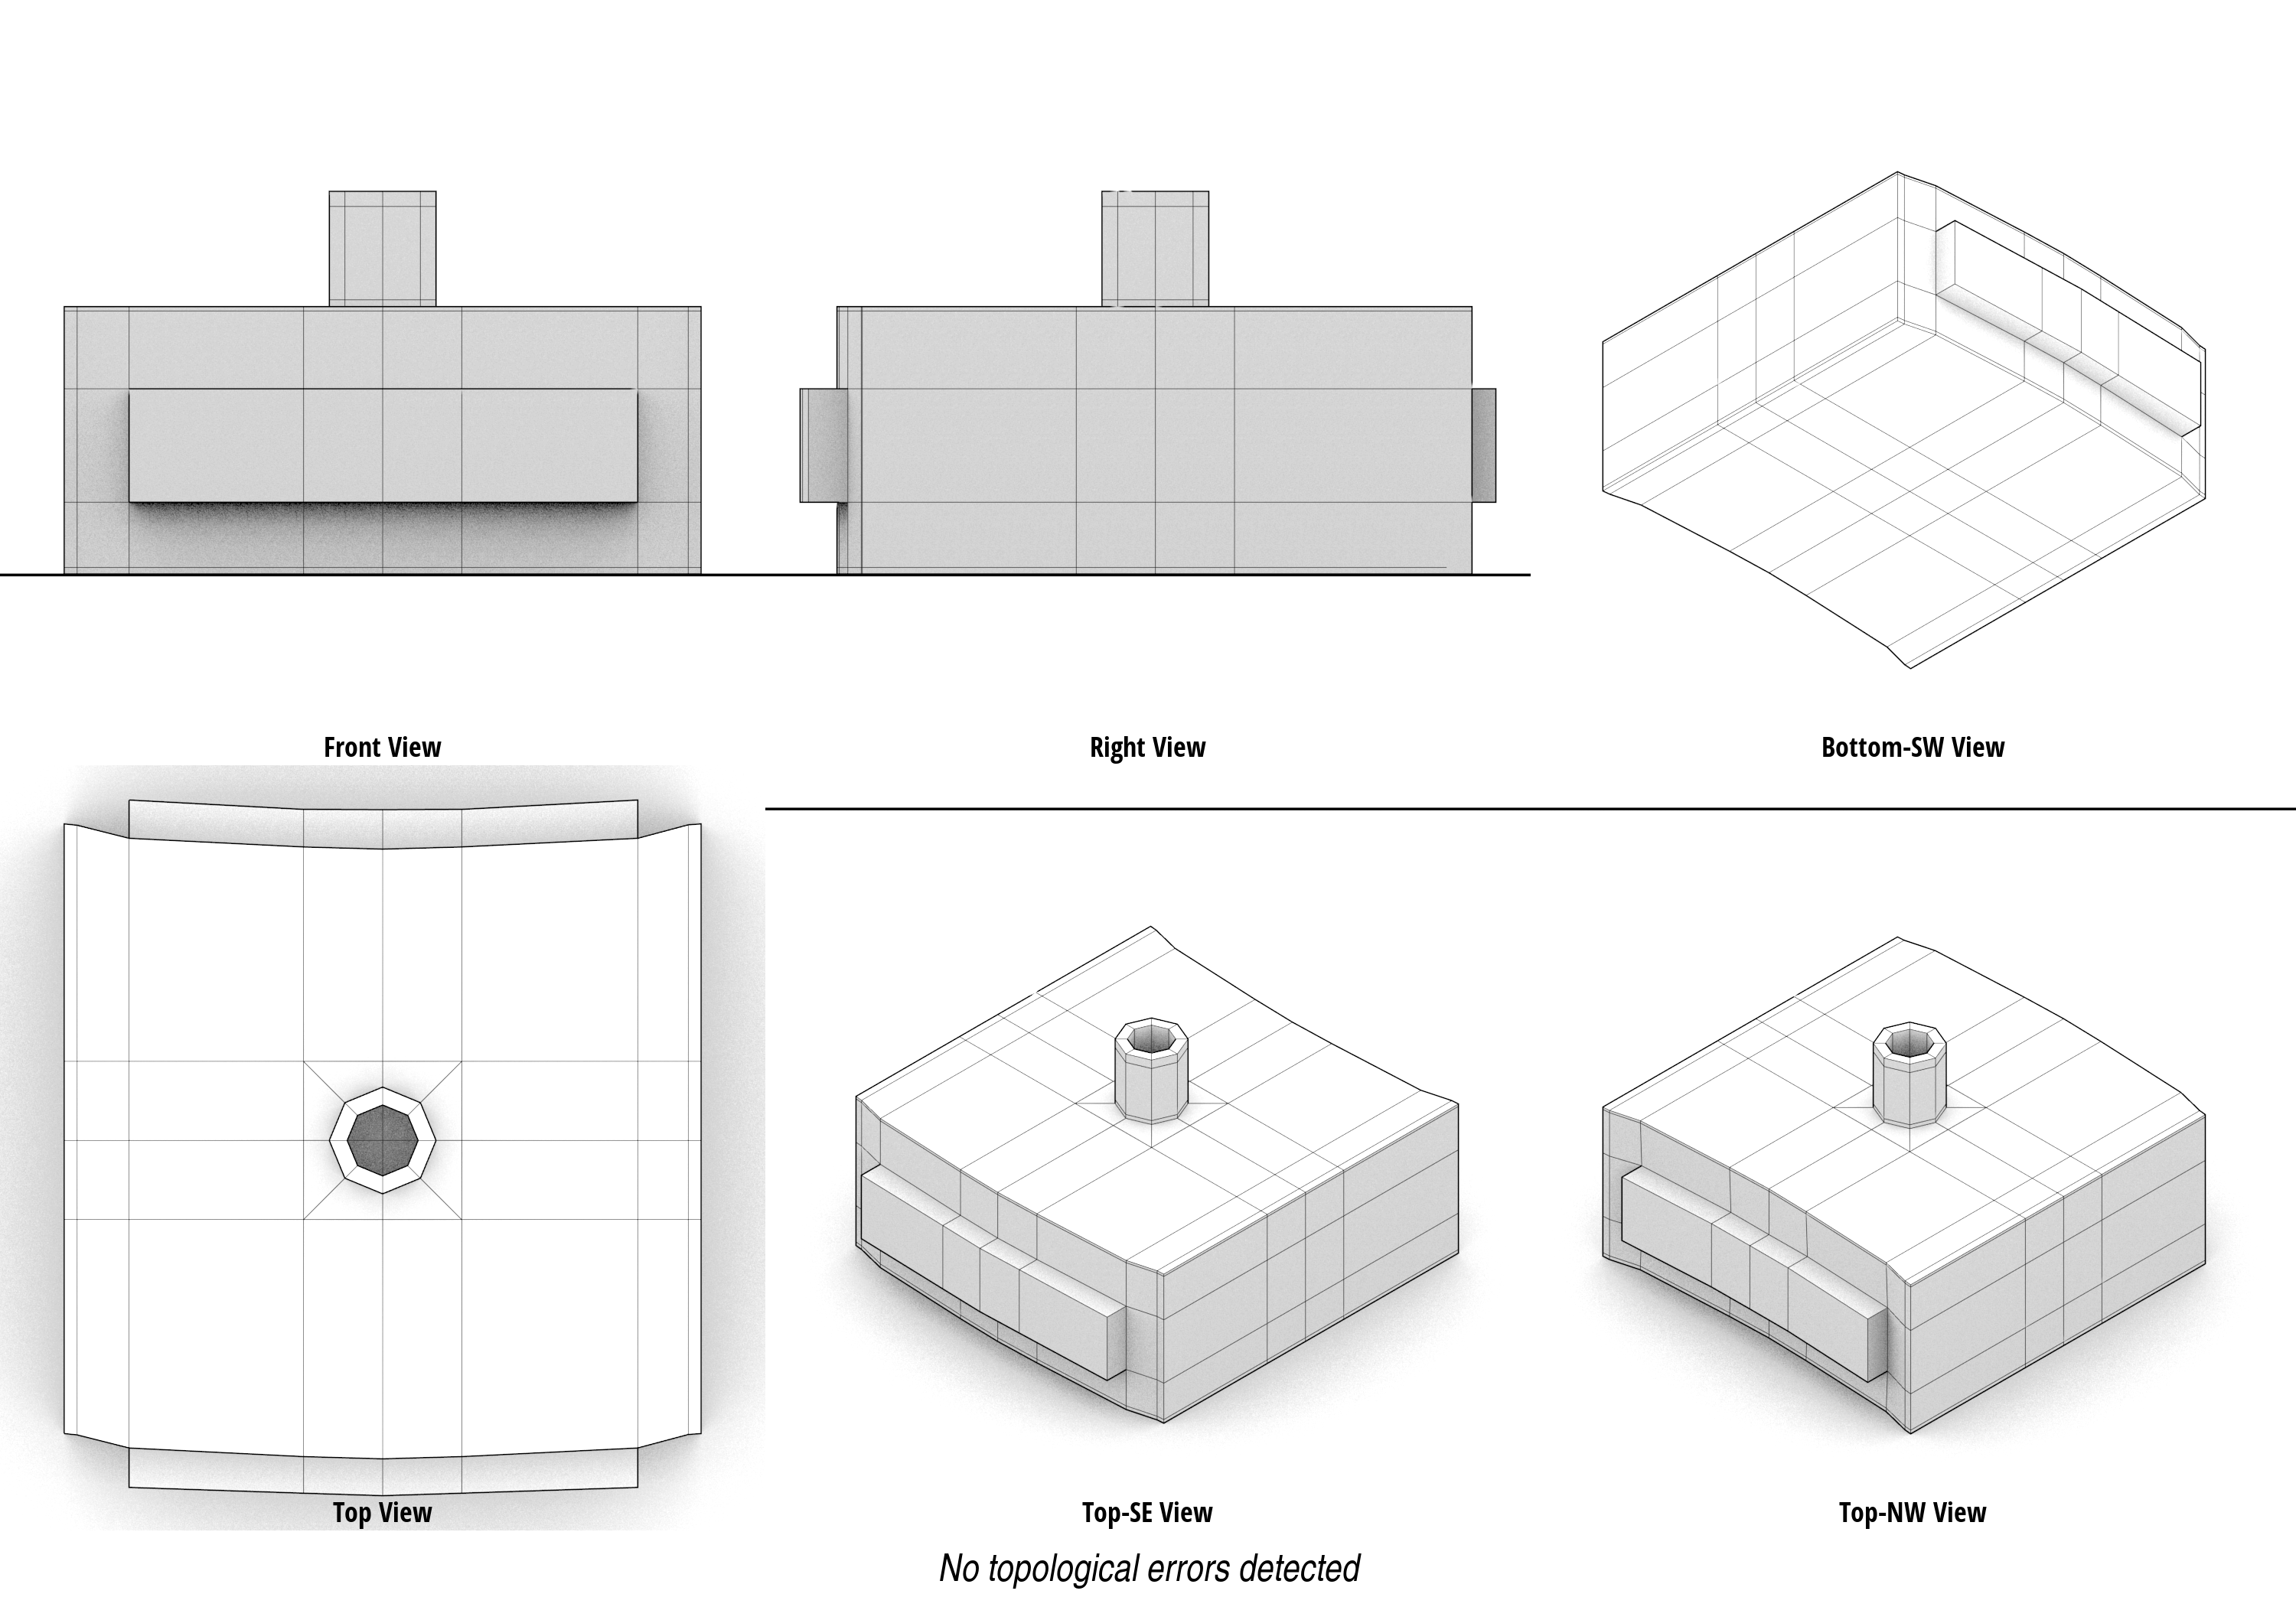 Front View
Right View
Bottom-SW View
Top View
Top-SE View
Top-NW View
No topological errors detected